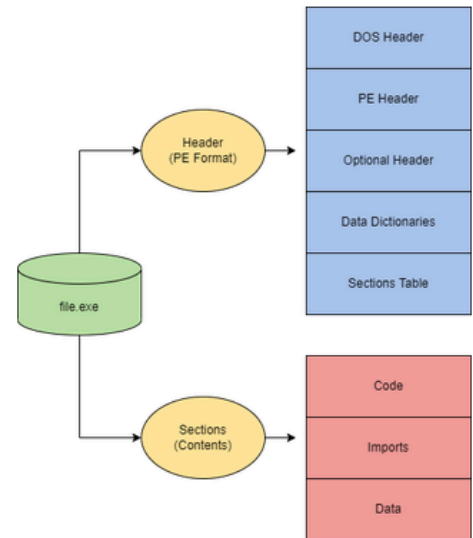 DOS Header
PE Header
Header
(PE Format)
Optional Header
Data Dictionaries
Sections Table
file.exe
Code
Sections
(Contents)
Imports
Data